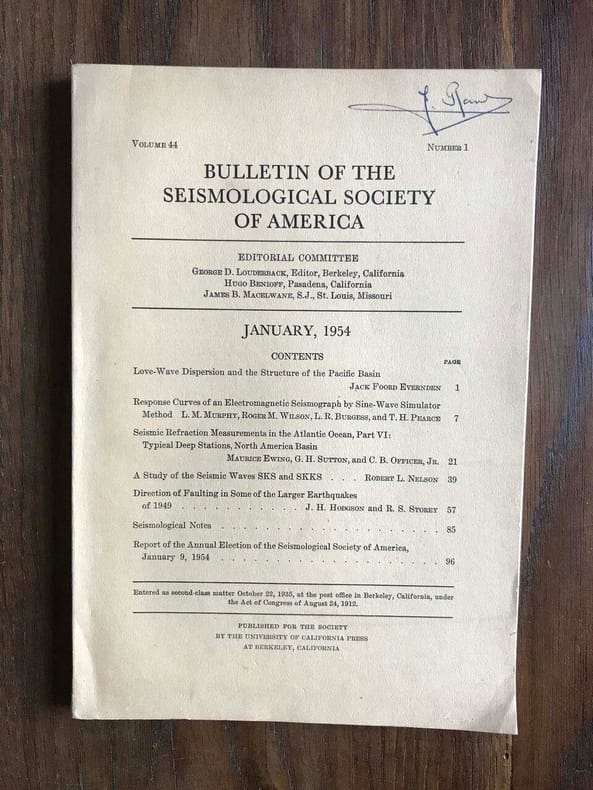 Volume 44 Number 1
BULLETIN OF THE
SEISMOLOGICAL SOCIETY
OF AMERICA
EDITORIAL COMMITTEE
George D. Louderback, Editor, Berkeley, California
Hugo Benioff, Pasadena, California
James B. Macelwane, S.J., St. Louis, Missouri
JANUARY, 1954
CONTENTS
PAGE
Love-Wave Dispersion and the Structure of the Pacific Basin
Jack Foord Evernden 1
Response Curves of an Electromagnetic Seismograph by Sine-Wave Simulator
Method L. M. Murphy, Roger M. Wilson, L. R. Burgess, and T. H. Pearce 7
Seismic Refraction Measurements in the Atlantic Ocean, Part VI:
Typical Deep Stations, North America Basin
Maurice Ewing, G. H. Sutton, and C. B. Officer, Jr. 21
A Study of the Seismic Waves SKS and SKKS . . . Robert L. Nelson 39
Direction of Faulting in Some of the Larger Earthquakes
of 1949 . . . . . . . . . . . J. H. Hodgson and R. S. Storey 57
Seismological Notes . . . . . . . . . . . . . . . . . . . 85
Report of the Annual Election of the Seismological Society of America,
January 9, 1954 . . . . . . . . . . . . . . . . . . . . 96
Entered as second-class matter October 22, 1935, at the post office in Berkeley, California, under
the Act of Congress of August 24, 1912.
PUBLISHED FOR THE SOCIETY
BY THE UNIVERSITY OF CALIFORNIA PRESS
AT BERKELEY, CALIFORNIA